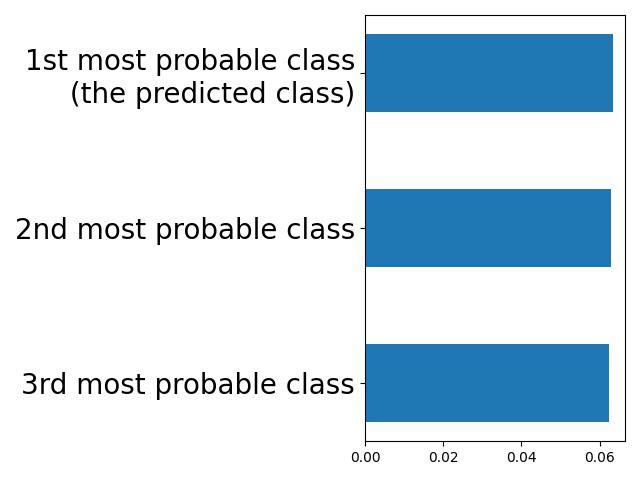 1st most probable class
(the predicted class)
2nd most probable class
3rd most probable class
0.00 0.02 0.04 0.06